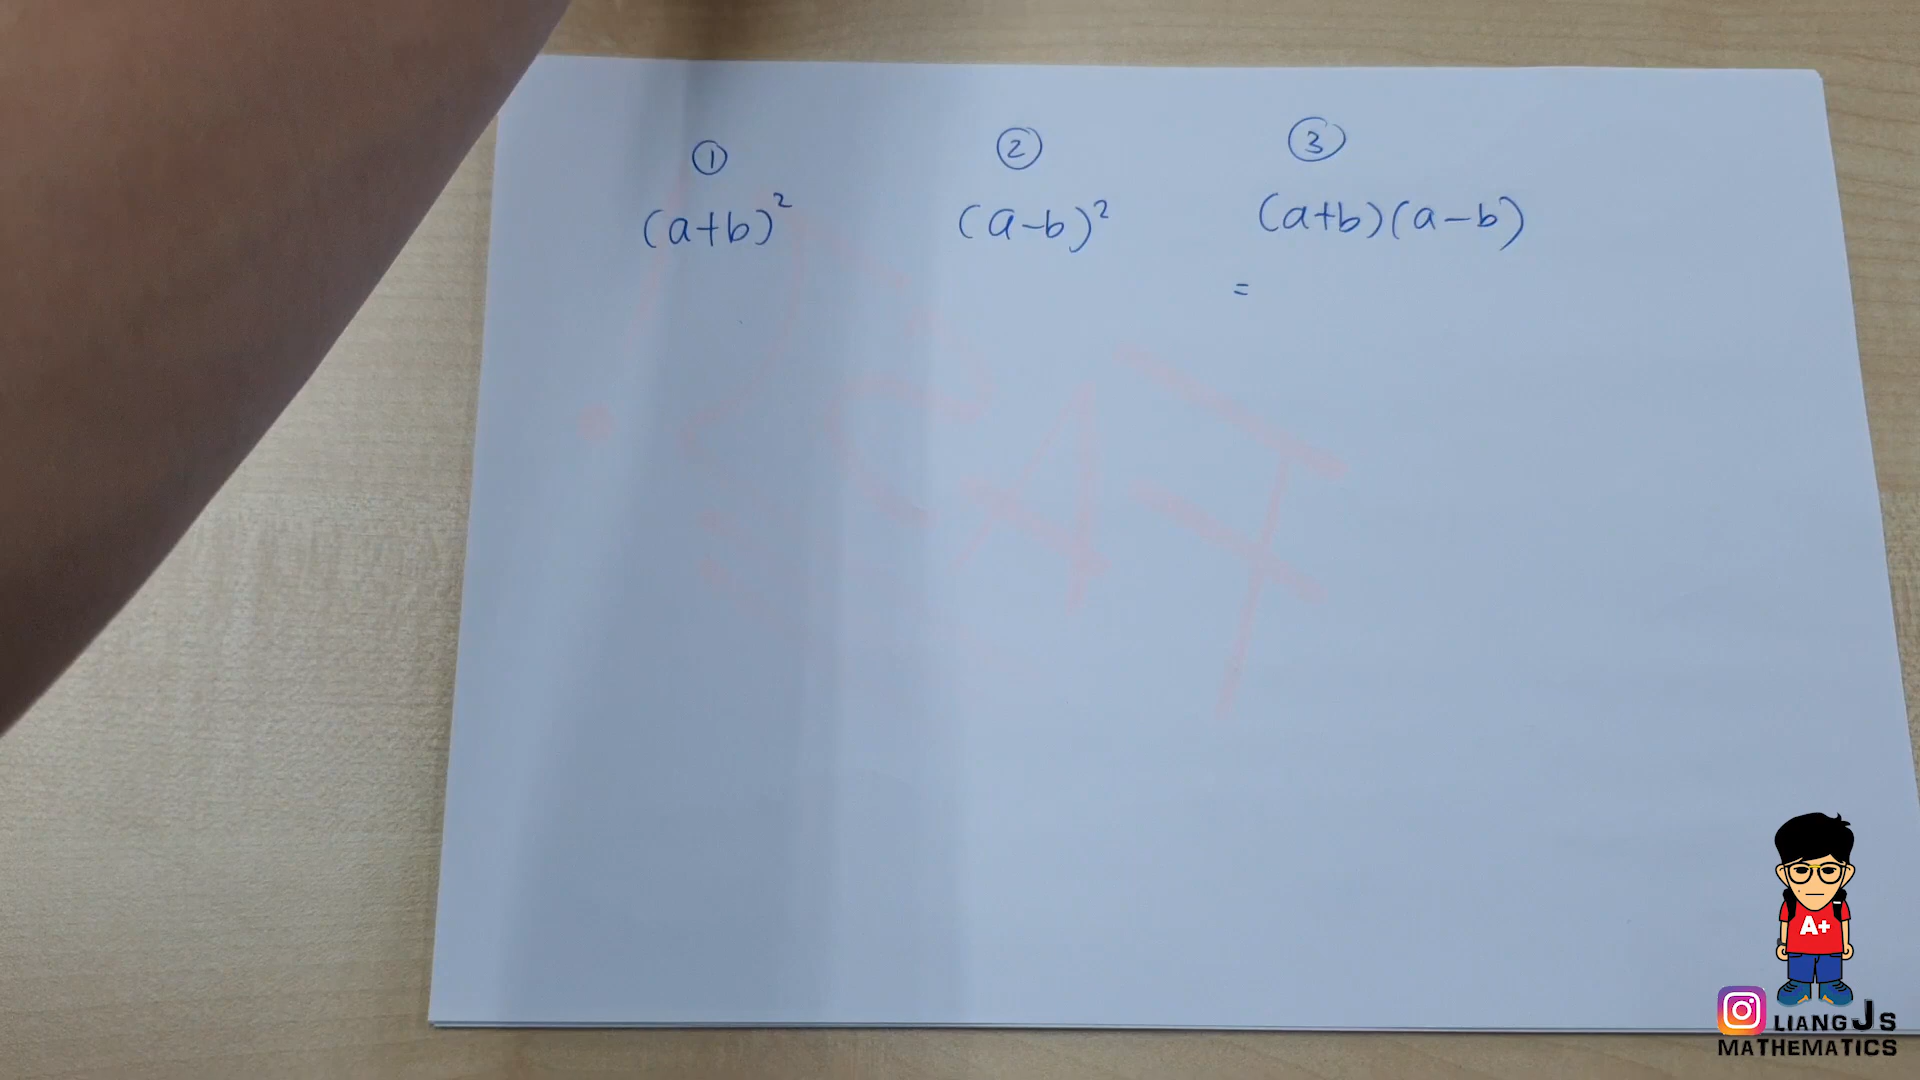 ① ② ③
(a+b)² (a-b)² (a+b)(a-b)
=
A+
LIANGJS
MATHEMATICS